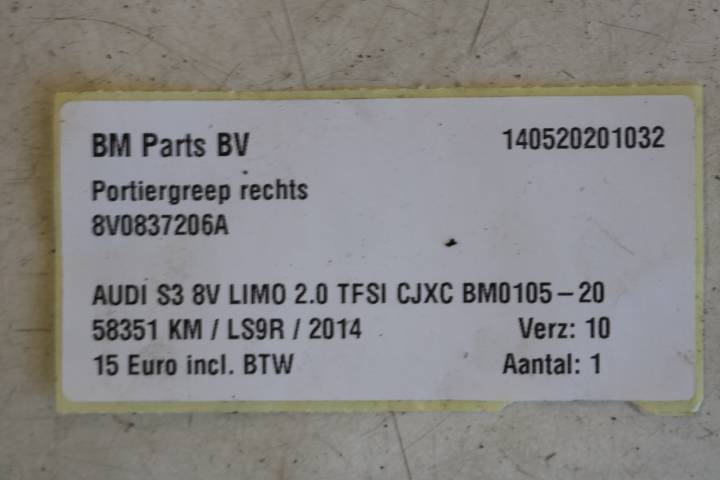 BM Parts BV 140520201032
Portiergreep rechts
8V0837206A
AUDI S3 8V LIMO 2.0 TFSI CJXC BM0105-20
58351 KM / LS9R / 2014 Verz: 10
15 Euro incl. BTW Aantal: 1